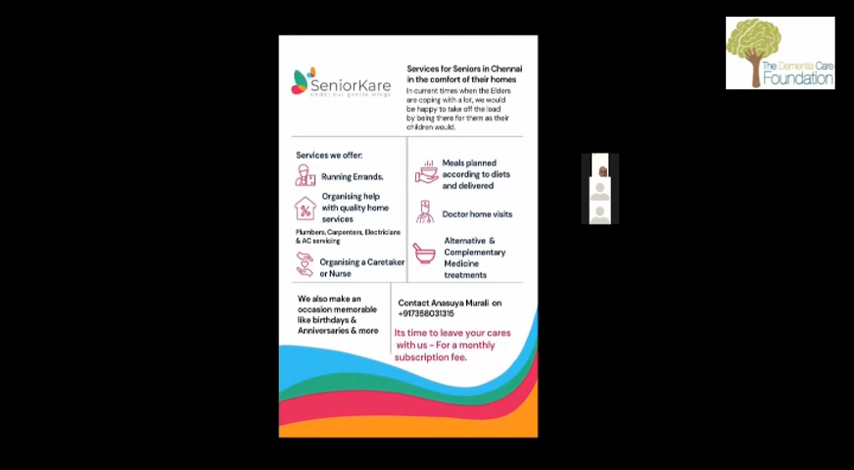 The Dementia Care
Foundation
SeniorKare
Under our gentle wings
Services for Seniors in Chennai
in the comfort of their homes
In current times when the Elders
are coping with a lot, we would
be happy to take off the load
by being there for them as their
children would.
Services we offer:
Running Errands.
Organising help
with quality home
services
Plumbers, Carpenters, Electricians
& AC servicing
Organising a Caretaker
or Nurse
Meals planned
according to diets
and delivered
Doctor home visits
Alternative &
Complementary
Medicine
treatments
We also make an
occasion memorable
like birthdays &
Anniversaries & more
Contact Anasuya Murali on
+917358031315
Its time to leave your cares
with us - For a monthly
subscription fee.